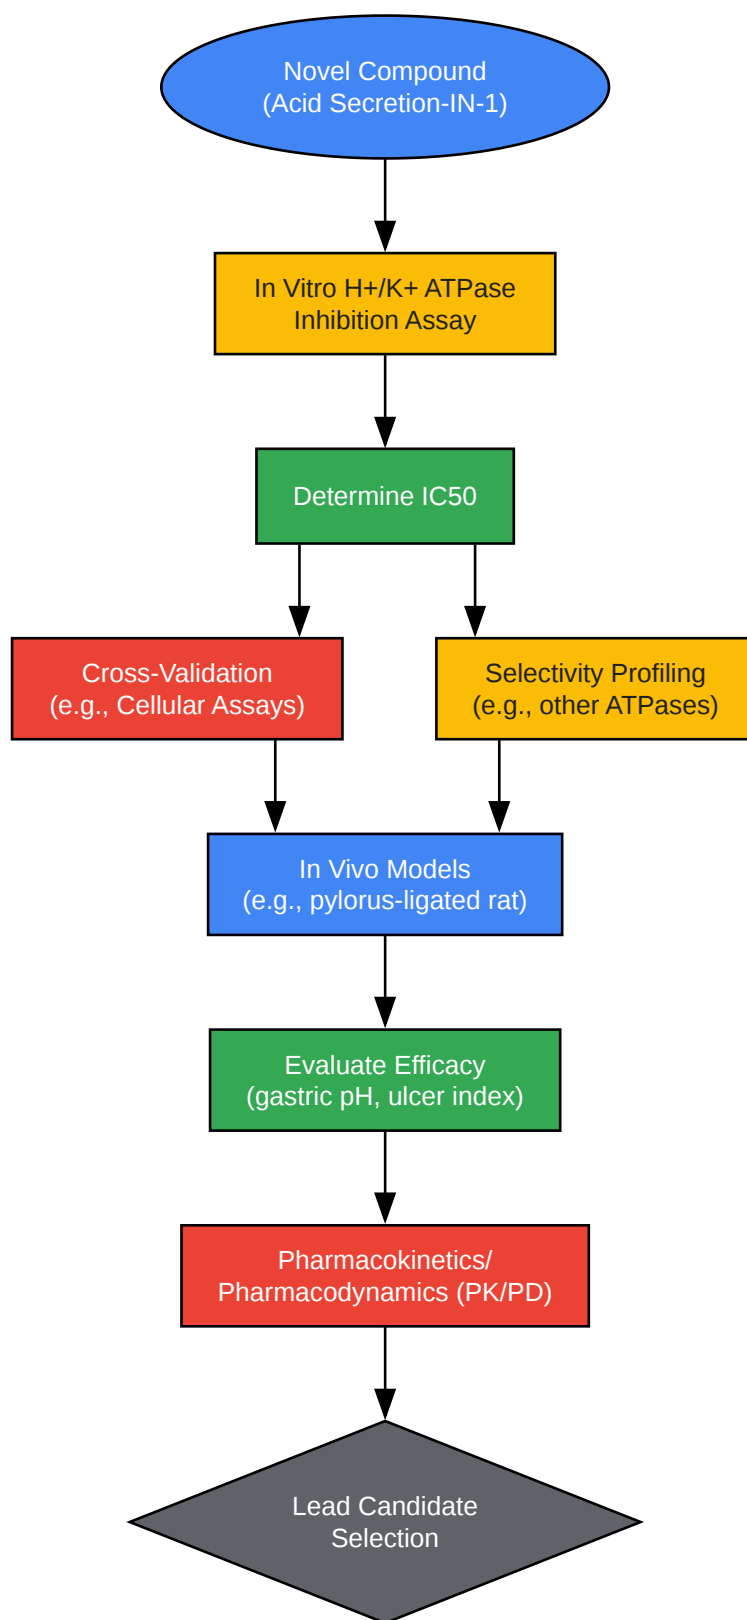 Novel Compound
(Acid Secretion-IN-1)
In Vitro H+/K+ ATPase
Inhibition Assay
Determine IC50
Cross-Validation
(e.g., Cellular Assays)
Selectivity Profiling
(e.g., other ATPases)
In Vivo Models
(e.g., pylorus-ligated rat)
Evaluate Efficacy
(gastric pH, ulcer index)
Pharmacokinetics/
Pharmacodynamics (PK/PD)
Lead Candidate
Selection